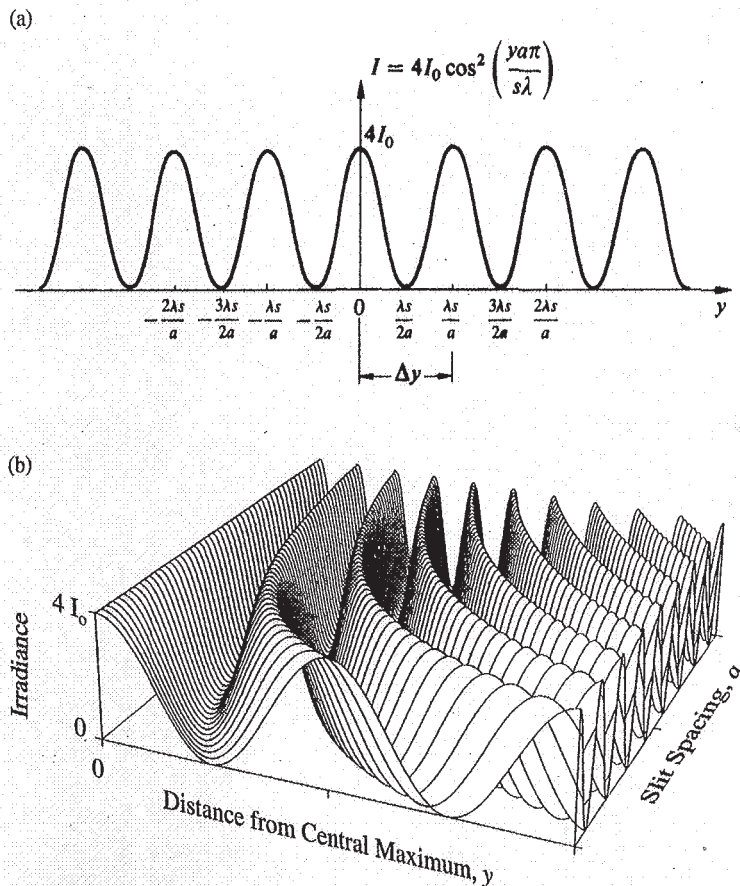 (a)
I = 4I₀ cos² (yaπ / sλ)
4I₀
−2λs/a −3λs/2a −λs/a −λs/2a 0 λs/2a λs/a 3λs/2a 2λs/a y
Δy
(b)
4 I₀
Irradiance
0
0
Distance from Central Maximum, y
Slit Spacing, a